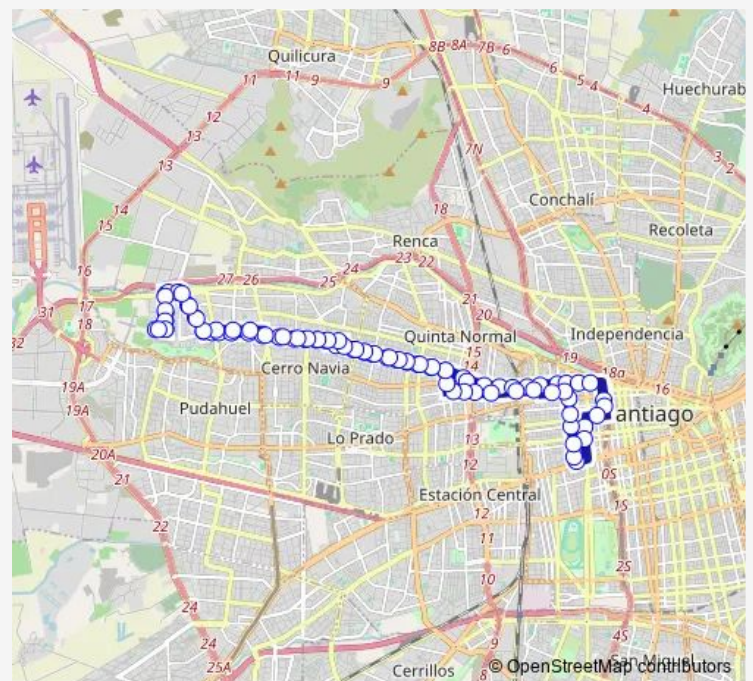 Quilicura
8B 8A 7B 6
11 11 9 9 6 5 4
Huechurab
12 4
13
13 7N 3 2
14 18 Conchalí
15 Renca Recoleta
16 27 26 25 24 23 22
31 17 21 20
32 18 Quinta Normal Independencia
15 19 18a
14 16
19A Cerro Navia
19A Pudahuel Lo Prado antiago
20A 13
21 12 0S
Estación Central
22 12 1S
11
10 2S
24
24 9 4S
25A Cerrillos 8 San Miguel
© OpenStreetMap contributors